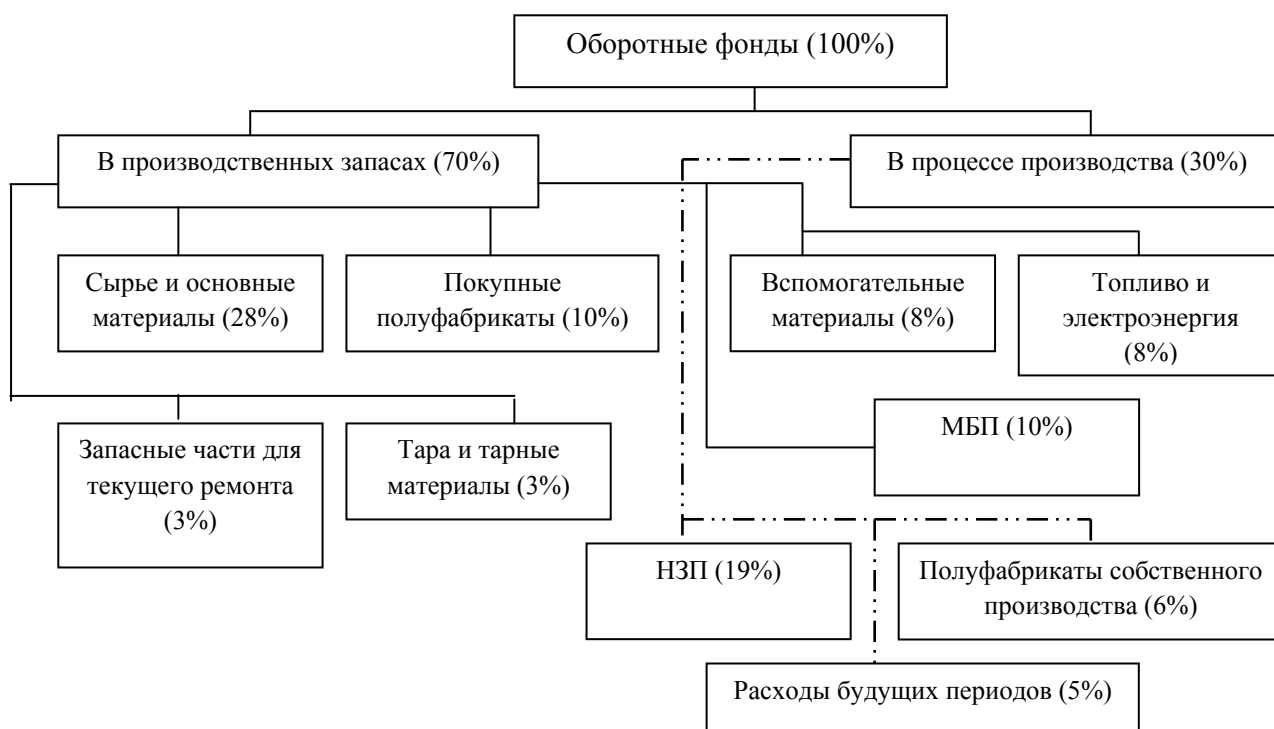 Оборотные фонды (100%)
В производственных запасах (70%)
В процессе производства (30%)
Сырье и основные
материалы (28%)
Покупные
полуфабрикаты (10%)
Вспомогательные
материалы (8%)
Топливо и
электроэнергия
(8%)
Запасные части для
текущего ремонта
(3%)
Тара и тарные
материалы (3%)
МБП (10%)
НЗП (19%)
Полуфабрикаты собственного
производства (6%)
Расходы будущих периодов (5%)